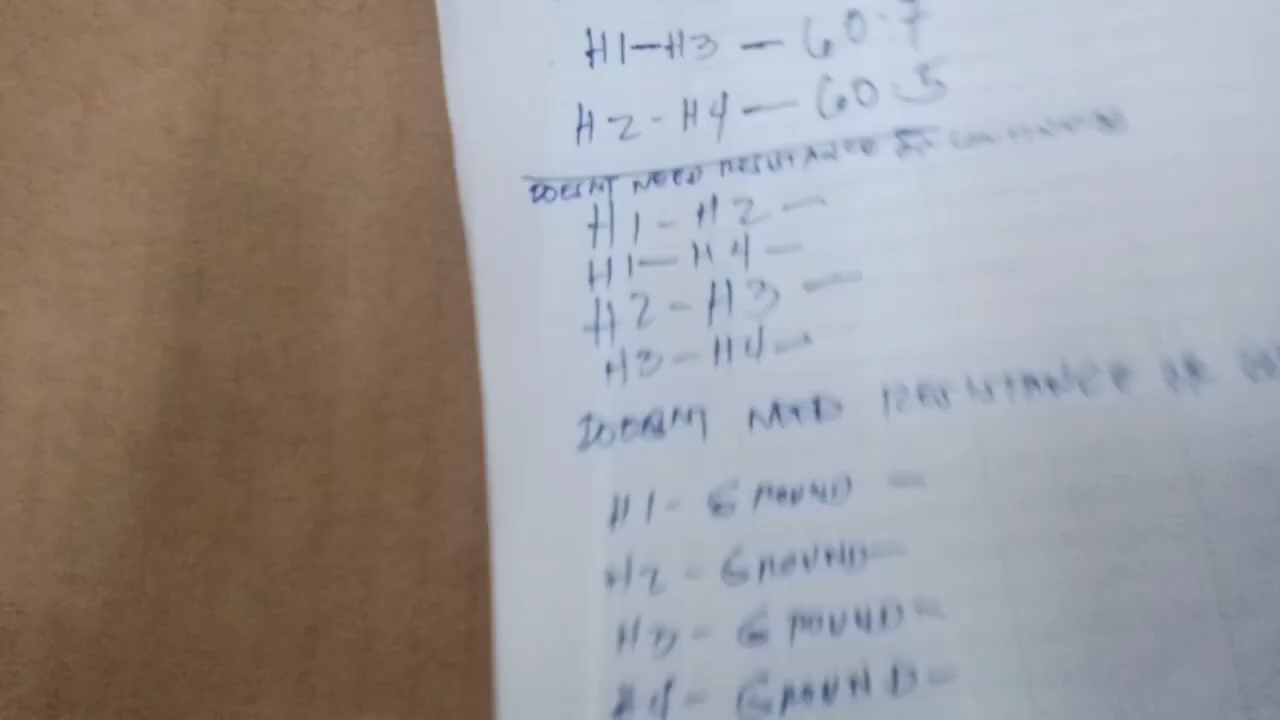 H1-H3 - 60.7
H2-H4 - 60.5
DOESNT NEED RESISTANCE
H1-H2 -
H1-H4 -
H2-H3 -
H3-H4 -
DOESNT NEED RESISTANCE OR
H1-GROUND -
H2-GROUND -
H3-GROUND -
H4-GROUND -